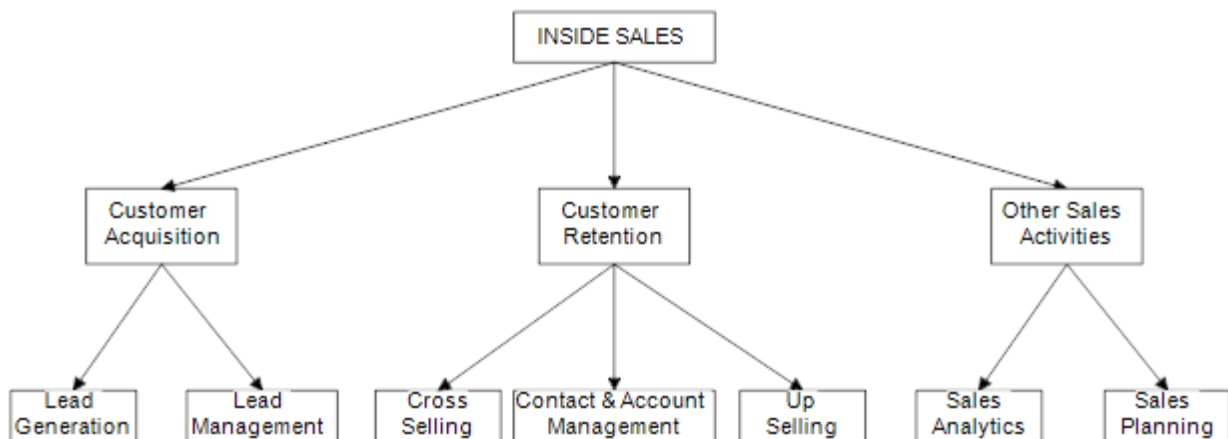 INSIDE SALES
Customer
Acquisition
Customer
Retention
Other Sales
Activities
Lead
Generation
Lead
Management
Cross
Selling
Contact & Account
Management
Up
Selling
Sales
Analytics
Sales
Planning